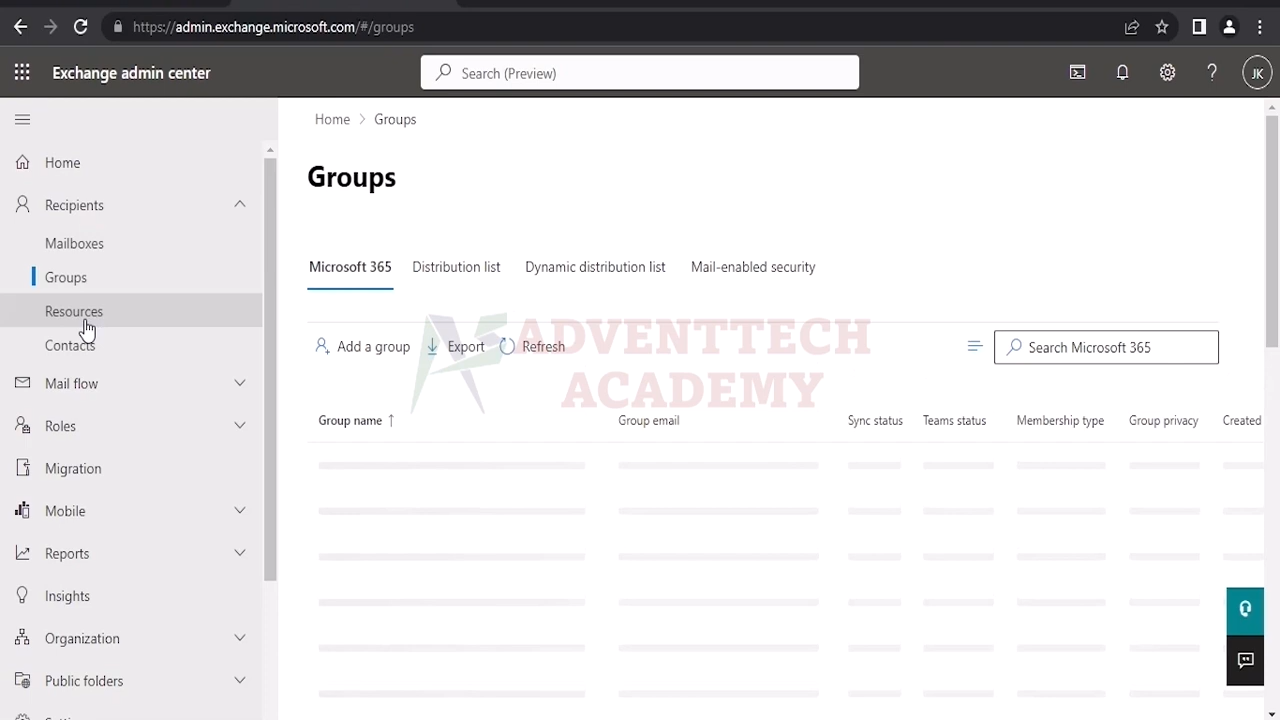 https://admin.exchange.microsoft.com/#/groups
Exchange admin center
Search (Preview)
JK
Home
Recipients
Mailboxes
Groups
Resources
Contacts
Mail flow
Roles
Migration
Mobile
Reports
Insights
Organization
Public folders
Home > Groups
Groups
Microsoft 365 Distribution list Dynamic distribution list Mail-enabled security
Add a group Export Refresh Search Microsoft 365
ADVENTTECH
ACADEMY
Group name ↑ Group email Sync status Teams status Membership type Group privacy Created